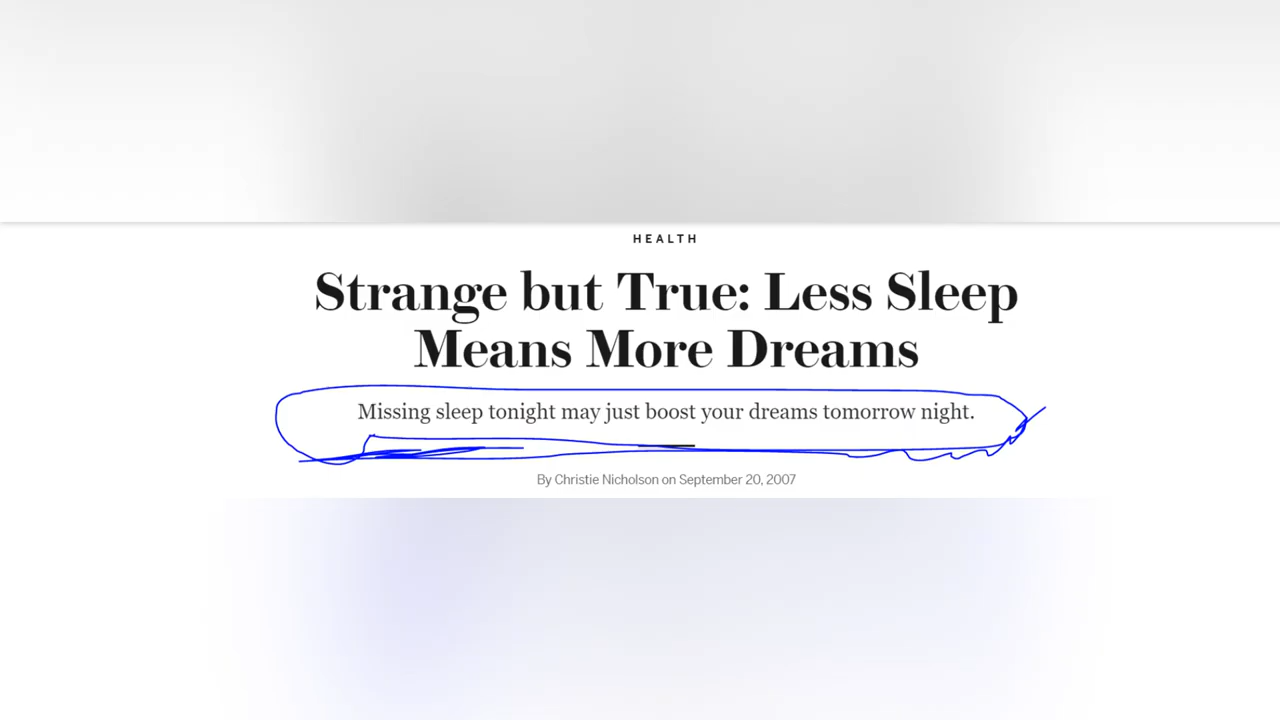 HEALTH
Strange but True: Less Sleep
Means More Dreams
Missing sleep tonight may just boost your dreams tomorrow night.
By Christie Nicholson on September 20, 2007